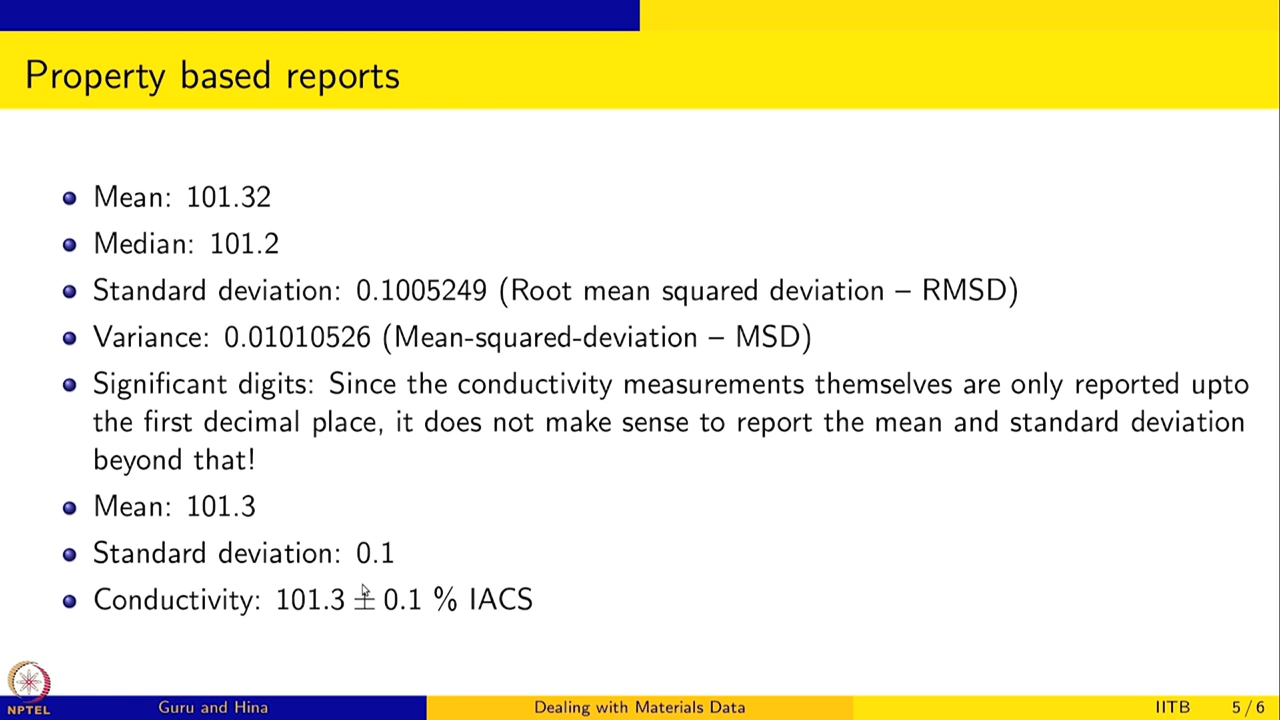 Property based reports
Mean: 101.32
Median: 101.2
Standard deviation: 0.1005249 (Root mean squared deviation – RMSD)
Variance: 0.01010526 (Mean-squared-deviation – MSD)
Significant digits: Since the conductivity measurements themselves are only reported upto
the first decimal place, it does not make sense to report the mean and standard deviation
beyond that!
Mean: 101.3
Standard deviation: 0.1
Conductivity: 101.3 ± 0.1 % IACS
NPTEL
Guru and Hina
Dealing with Materials Data
IITB
5 / 6